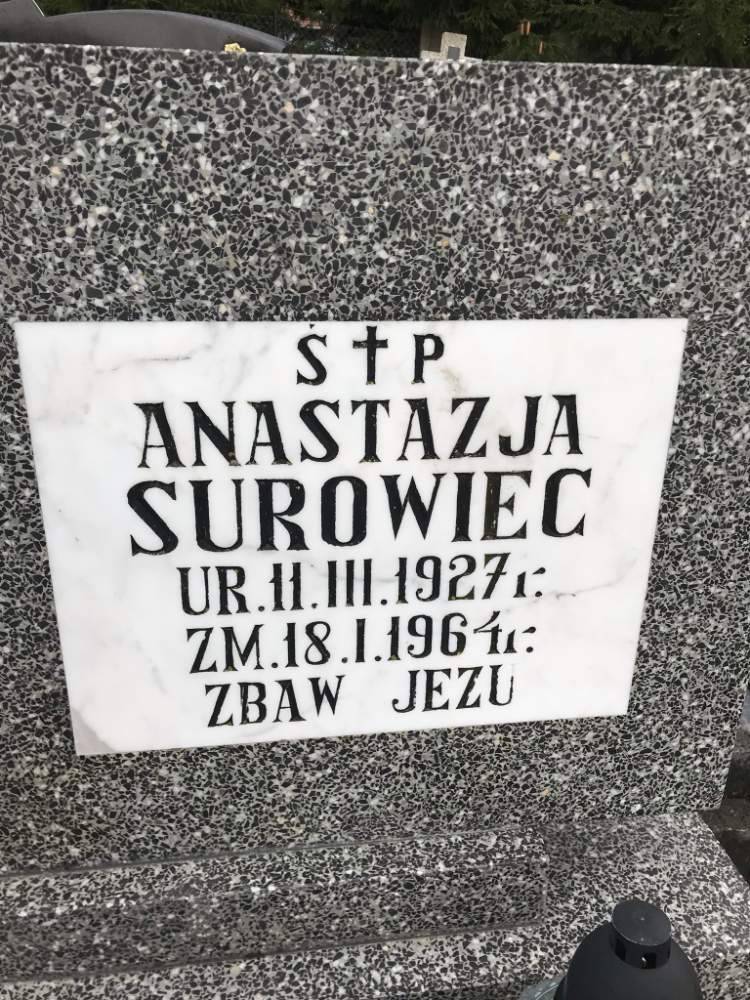 Ś † P
ANASTAZJA
SUROWIEC
UR.11.III.1927r.
ZM.18.I.1964r.
ZBAW JEZU